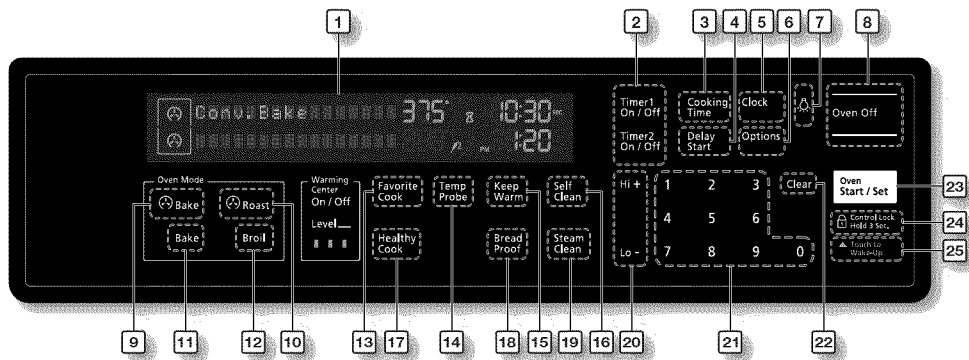 1 2 3 4 5 6 7 8
Conv. Bake 375° 10:30
PM 1:20
Timer1
On / Off
Timer2
On / Off
Cooking
Time
Delay
Start
Clock
Options
Oven Off
Oven Mode
Bake
Roast
Bake
Broil
Warming
Center
On / Off
Level
Favorite
Cook
Temp
Probe
Keep
Warm
Self
Clean
Healthy
Cook
Bread
Proof
Steam
Clean
Hi +
Lo -
1 2 3
4 5 6
7 8 9 0
Clear
Oven
Start / Set
Control Lock
Hold 3 Sec.
Touch to
Wake-Up
23
24
25
9 11 12 10 13 17 14 18 15 19 16 20 21 22